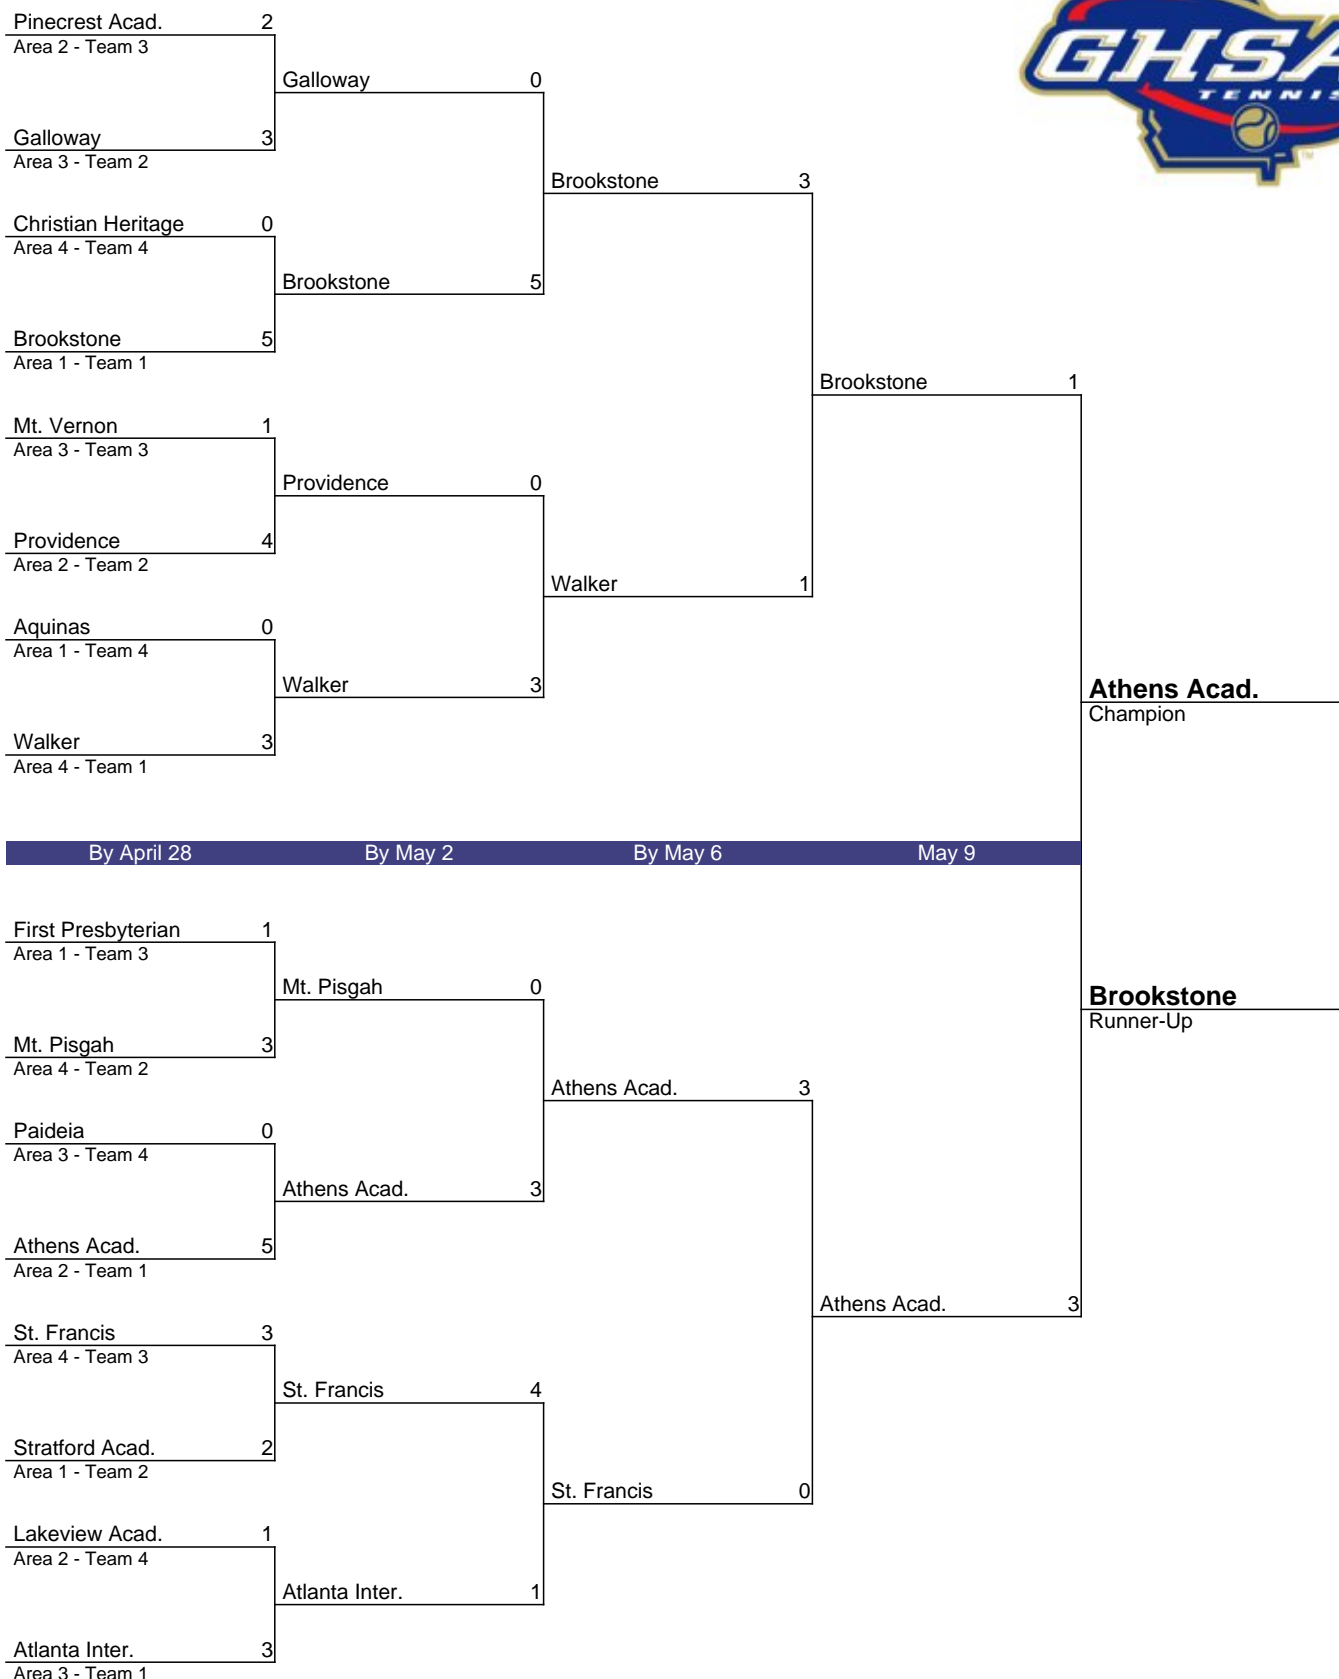 GHSA
TENNIS
Pinecrest Acad. 2
Area 2 - Team 3
Galloway 0
Galloway 3
Area 3 - Team 2
Brookstone 3
Christian Heritage 0
Area 4 - Team 4
Brookstone 5
Brookstone 5
Area 1 - Team 1
Brookstone 1
Mt. Vernon 1
Area 3 - Team 3
Providence 0
Providence 4
Area 2 - Team 2
Walker 1
Aquinas 0
Area 1 - Team 4
Walker 3
Athens Acad.
Champion
Walker 3
Area 4 - Team 1
By April 28 By May 2 By May 6 May 9
First Presbyterian 1
Area 1 - Team 3
Mt. Pisgah 0
Brookstone
Runner-Up
Mt. Pisgah 3
Area 4 - Team 2
Athens Acad. 3
Paideia 0
Area 3 - Team 4
Athens Acad. 3
Athens Acad. 5
Area 2 - Team 1
Athens Acad. 3
St. Francis 3
Area 4 - Team 3
St. Francis 4
Stratford Acad. 2
Area 1 - Team 2
St. Francis 0
Lakeview Acad. 1
Area 2 - Team 4
Atlanta Inter. 1
Atlanta Inter. 3
Area 3 - Team 1